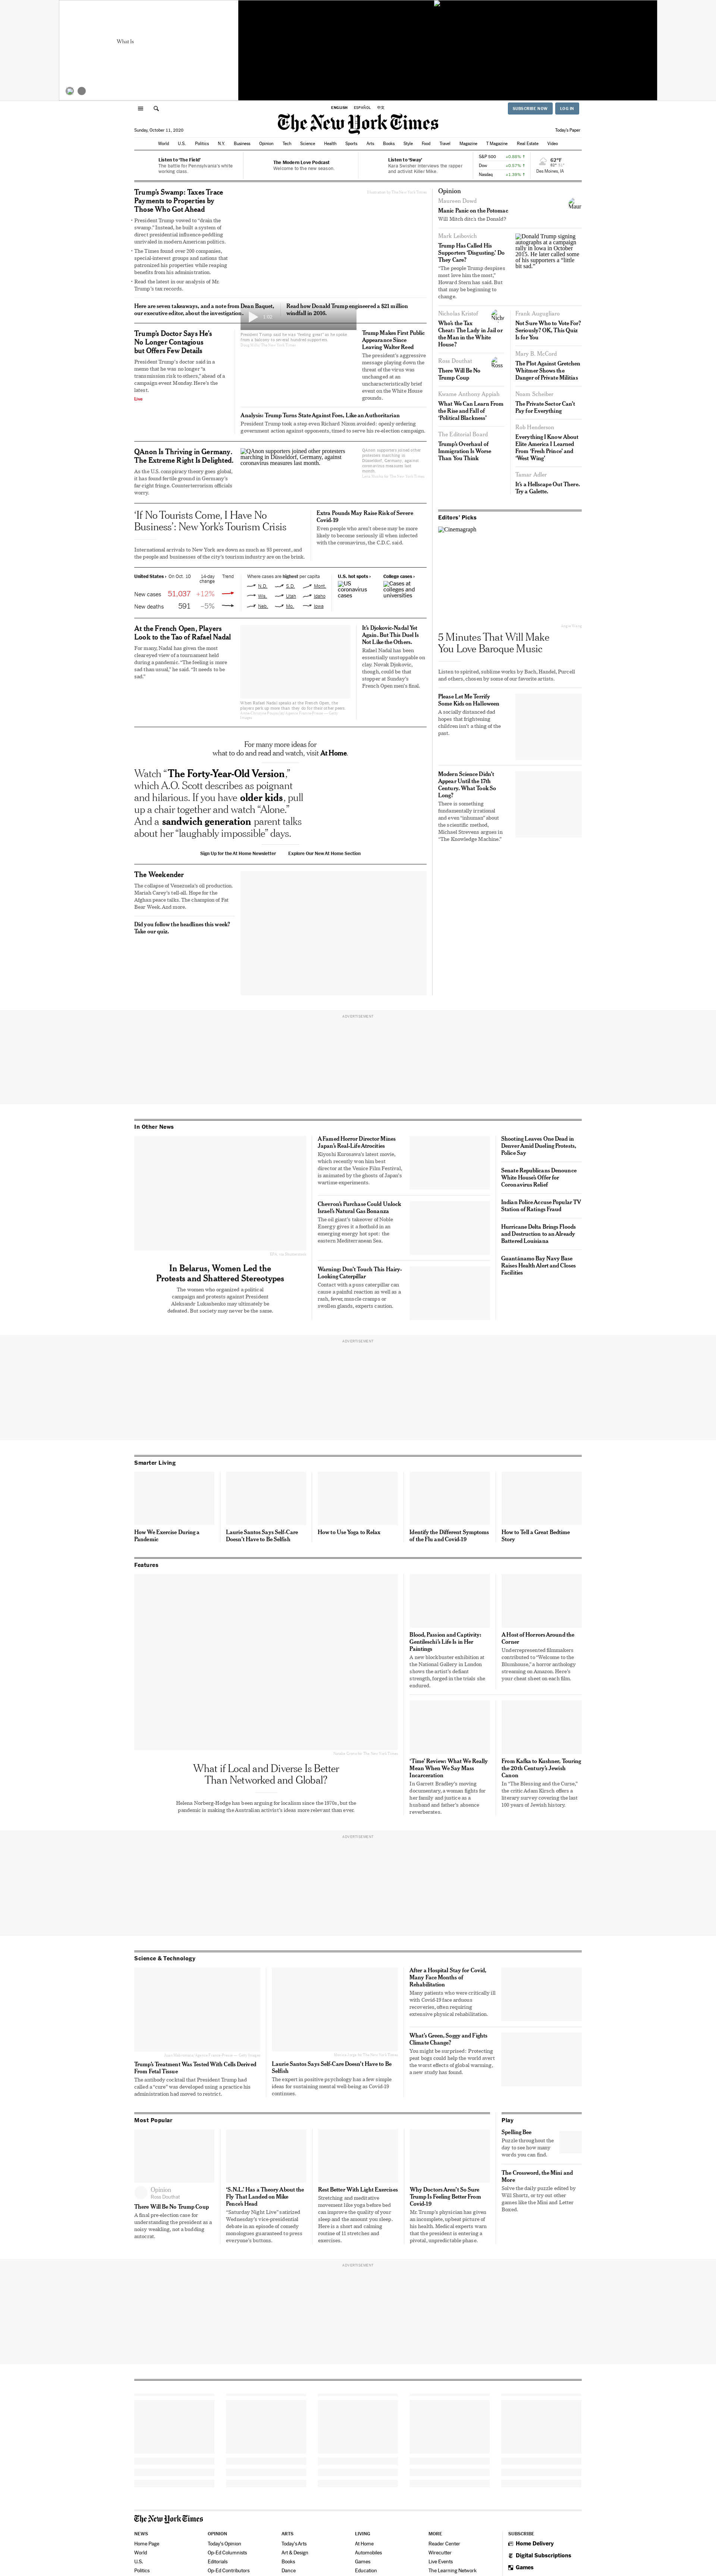 What Is
ENGLISH ESPAÑOL 中文
SUBSCRIBE NOW LOG IN
The New York Times
Sunday, October 11, 2020
Today's Paper
World U.S. Politics N.Y. Business Opinion Tech Science Health Sports Arts Books Style Food Travel Magazine T Magazine Real Estate Video
Listen to 'The Field'
The battle for Pennsylvania's white
working class.
The Modern Love Podcast
Welcome to the new season.
Listen to 'Sway'
Kara Swisher interviews the rapper
and activist Killer Mike.
S&P 500 +0.88% ↑
Dow +0.57% ↑
Nasdaq +1.39% ↑
62°F
Des Moines, IA
Trump's Swamp: Taxes Trace
Payments to Properties by
Those Who Got Ahead
• President Trump vowed to "drain the
swamp." Instead, he built a system of
direct presidential influence-peddling
unrivaled in modern American politics.
• The Times found over 200 companies,
special-interest groups and nations that
patronized his properties while reaping
benefits from his administration.
• Read the latest in our analysis of Mr.
Trump's tax records.
Here are seven takeaways, and a note from Dean Baquet,
our executive editor, about the investigation.
Read how Donald Trump engineered a $21 million
windfall in 2016.
Trump's Doctor Says He's
No Longer Contagious
but Offers Few Details
President Trump's doctor said in a
memo that he was no longer "a
transmission risk to others," ahead of a
campaign event Monday. Here's the
latest.
LIVE
President Trump said he was "feeling great" as he spoke
from a balcony to several hundred supporters.
Trump Makes First Public
Appearance Since
Leaving Walter Reed
The president's aggressive
message playing down the
threat of the virus was
unchanged at an
uncharacteristically brief
event on the White House
grounds.
Analysis: Trump Turns State Against Foes, Like an Authoritarian
President Trump took a step even Richard Nixon avoided: openly ordering
government action against opponents, timed to serve his re-election campaign.
QAnon Is Thriving in Germany.
The Extreme Right Is Delighted.
As the U.S. conspiracy theory goes global,
it has found fertile ground in Germany's
far-right fringe. Counterterrorism officials
worry.
QAnon supporters joined other protesters
marching in Düsseldorf, Germany, against
coronavirus measures last month.
QAnon supporters joined other
protesters marching in
Düsseldorf, Germany, against
coronavirus measures last
month.
'If No Tourists Come, I Have No
Business': New York's Tourism Crisis
International arrivals to New York are down as much as 93 percent, and
the people and businesses of the city's tourism industry are on the brink.
Extra Pounds May Raise Risk of Severe
Covid-19
Even people who aren't obese may be more
likely to become seriously ill when infected
with the coronavirus, the C.D.C. said.
United States › On Oct. 10 14-day
change Trend
New cases 51,037 +12%
New deaths 591 –5%
Where cases are highest per capita
N.D. S.D. Mont.
Wis. Utah Idaho
Neb. Mo. Iowa
U.S. hot spots ›
US
coronavirus
cases
College cases ›
Cases at
colleges and
universities
At the French Open, Players
Look to the Tao of Rafael Nadal
For many, Nadal has given the most
cleareyed view of a tournament held
during a pandemic. "The feeling is more
sad than usual," he said. "It needs to be
sad."
When Rafael Nadal speaks at the French Open, the
players perk up more than they do for their other peers.
It's Djokovic-Nadal Yet
Again. But This Duel Is
Not Like the Others.
Rafael Nadal has been
essentially unstoppable on
clay. Novak Djokovic,
though, could be that
stopper at Sunday's
French Open men's final.
For many more ideas for
what to do and read and watch, visit At Home.
Watch "The Forty-Year-Old Version,"
which A.O. Scott describes as poignant
and hilarious. If you have older kids, pull
up a chair together and watch "Alone."
And a sandwich generation parent talks
about her "laughably impossible" days.
Sign Up for the At Home Newsletter Explore Our New At Home Section
The Weekender
The collapse of Venezuela's oil production.
Mariah Carey's tell-all. Hope for the
Afghan peace talks. The champion of Fat
Bear Week. And more.
Did you follow the headlines this week?
Take our quiz.
Opinion
Maureen Dowd
Manic Panic on the Potomac
Will Mitch ditch the Donald?
Mark Leibovich
Trump Has Called His
Supporters 'Disgusting.' Do
They Care?
"The people Trump despises
most love him the most,"
Howard Stern has said. But
that may be beginning to
change.
Donald Trump signing
autographs at a campaign
rally in Iowa in October
2015. He later called some
of his supporters a "little
bit sad."
Nicholas Kristof
Who's the Tax
Cheat: The Lady in Jail or
the Man in the White
House?
Ross Douthat
There Will Be No
Trump Coup
Kwame Anthony Appiah
What We Can Learn From
the Rise and Fall of
'Political Blackness'
The Editorial Board
Trump's Overhaul of
Immigration Is Worse
Than You Think
Frank Augugliaro
Not Sure Who to Vote For?
Seriously? OK, This Quiz
Is for You
Mary B. McCord
The Plot Against Gretchen
Whitmer Shows the
Danger of Private Militias
Noam Scheiber
The Private Sector Can't
Pay for Everything
Rob Henderson
Everything I Know About
Elite America I Learned
From 'Fresh Prince' and
'West Wing'
Tamar Adler
It's a Hellscape Out There.
Try a Galette.
Editors' Picks
Cinemagraph
5 Minutes That Will Make
You Love Baroque Music
Listen to spirited, sublime works by Bach, Handel, Purcell
and others, chosen by some of our favorite artists.
Please Let Me Terrify
Some Kids on Halloween
A socially distanced dad
hopes that frightening
children isn't a thing of the
past.
Modern Science Didn't
Appear Until the 17th
Century. What Took So
Long?
There is something
fundamentally irrational
and even "inhuman" about
the scientific method,
Michael Strevens argues in
"The Knowledge Machine."
ADVERTISEMENT
In Other News
In Belarus, Women Led the
Protests and Shattered Stereotypes
The women who organized a political
campaign and protests against President
Aleksandr Lukashenko may ultimately be
defeated. But society may never be the same.
A Famed Horror Director Mines
Japan's Real-Life Atrocities
Kiyoshi Kurosawa's latest movie,
which recently won him best
director at the Venice Film Festival,
is animated by the ghosts of Japan's
wartime experiments.
Chevron's Purchase Could Unlock
Israel's Natural Gas Bonanza
The oil giant's takeover of Noble
Energy gives it a foothold in an
emerging energy hot spot: the
eastern Mediterranean Sea.
Warning: Don't Touch This Hairy-
Looking Caterpillar
Contact with a puss caterpillar can
cause a painful reaction as well as a
rash, fever, muscle cramps or
swollen glands, experts caution.
Shooting Leaves One Dead in
Denver Amid Dueling Protests,
Police Say
Senate Republicans Denounce
White House's Offer for
Coronavirus Relief
Indian Police Accuse Popular TV
Station of Ratings Fraud
Hurricane Delta Brings Floods
and Destruction to an Already
Battered Louisiana
Guantánamo Bay Navy Base
Raises Health Alert and Closes
Facilities
ADVERTISEMENT
Smarter Living
How We Exercise During a
Pandemic
Laurie Santos Says Self-Care
Doesn't Have to Be Selfish
How to Use Yoga to Relax
Identify the Different Symptoms
of the Flu and Covid-19
How to Tell a Great Bedtime
Story
Features
What if Local and Diverse Is Better
Than Networked and Global?
Helena Norberg-Hodge has been arguing for localism since the 1970s, but the
pandemic is making the Australian activist's ideas more relevant than ever.
Blood, Passion and Captivity:
Gentileschi's Life Is in Her
Paintings
A new blockbuster exhibition at
the National Gallery in London
shows the artist's defiant
strength, forged in the trials she
endured.
A Host of Horrors Around the
Corner
Underrepresented filmmakers
contributed to "Welcome to the
Blumhouse," a horror anthology
streaming on Amazon. Here's
your cheat sheet on each film.
'Time' Review: What We Really
Mean When We Say Mass
Incarceration
In Garrett Bradley's moving
documentary, a woman fights for
her family and justice as a
husband and father's absence
reverberates.
From Kafka to Kushner, Touring
the 20th Century's Jewish
Canon
In "The Blessing and the Curse,"
the critic Adam Kirsch offers a
literary survey covering the last
100 years of Jewish history.
ADVERTISEMENT
Science & Technology
Trump's Treatment Was Tested With Cells Derived
From Fetal Tissue
The antibody cocktail that President Trump had
called a "cure" was developed using a practice his
administration had moved to restrict.
Laurie Santos Says Self-Care Doesn't Have to Be
Selfish
The expert in positive psychology has a few simple
ideas for sustaining mental well-being as Covid-19
continues.
After a Hospital Stay for Covid,
Many Face Months of
Rehabilitation
Many patients who were critically ill
with Covid-19 face arduous
recoveries, often requiring
extensive physical rehabilitation.
What's Green, Soggy and Fights
Climate Change?
You might be surprised: Protecting
peat bogs could help the world avert
the worst effects of global warming,
a new study has found.
Most Popular
Opinion
Ross Douthat
There Will Be No Trump Coup
A final pre-election case for
understanding the president as a
noisy weakling, not a budding
autocrat.
'S.N.L.' Has a Theory About the
Fly That Landed on Mike
Pence's Head
"Saturday Night Live" satirized
Wednesday's vice-presidential
debate in an episode of comedy
monologues guaranteed to press
everyone's buttons.
Rest Better With Light Exercises
Stretching and meditative
movement like yoga before bed
can improve the quality of your
sleep and the amount you sleep.
Here is a short and calming
routine of 11 stretches and
exercises.
Why Doctors Aren't So Sure
Trump Is Feeling Better From
Covid-19
Mr. Trump's physician has given
an incomplete, upbeat picture of
his health. Medical experts warn
that the president is entering a
pivotal, unpredictable phase.
Play
Spelling Bee
Puzzle throughout the
day to see how many
words you can find.
The Crossword, the Mini and
More
Solve the daily puzzle edited by
Will Shortz, or try out other
games like the Mini and Letter
Boxed.
ADVERTISEMENT
The New York Times
NEWS
Home Page
World
U.S.
Politics
OPINION
Today's Opinion
Op-Ed Columnists
Editorials
Op-Ed Contributors
ARTS
Today's Arts
Art & Design
Books
Dance
LIVING
At Home
Automobiles
Games
Education
MORE
Reader Center
Wirecutter
Live Events
The Learning Network
SUBSCRIBE
Home Delivery
Digital Subscriptions
Games